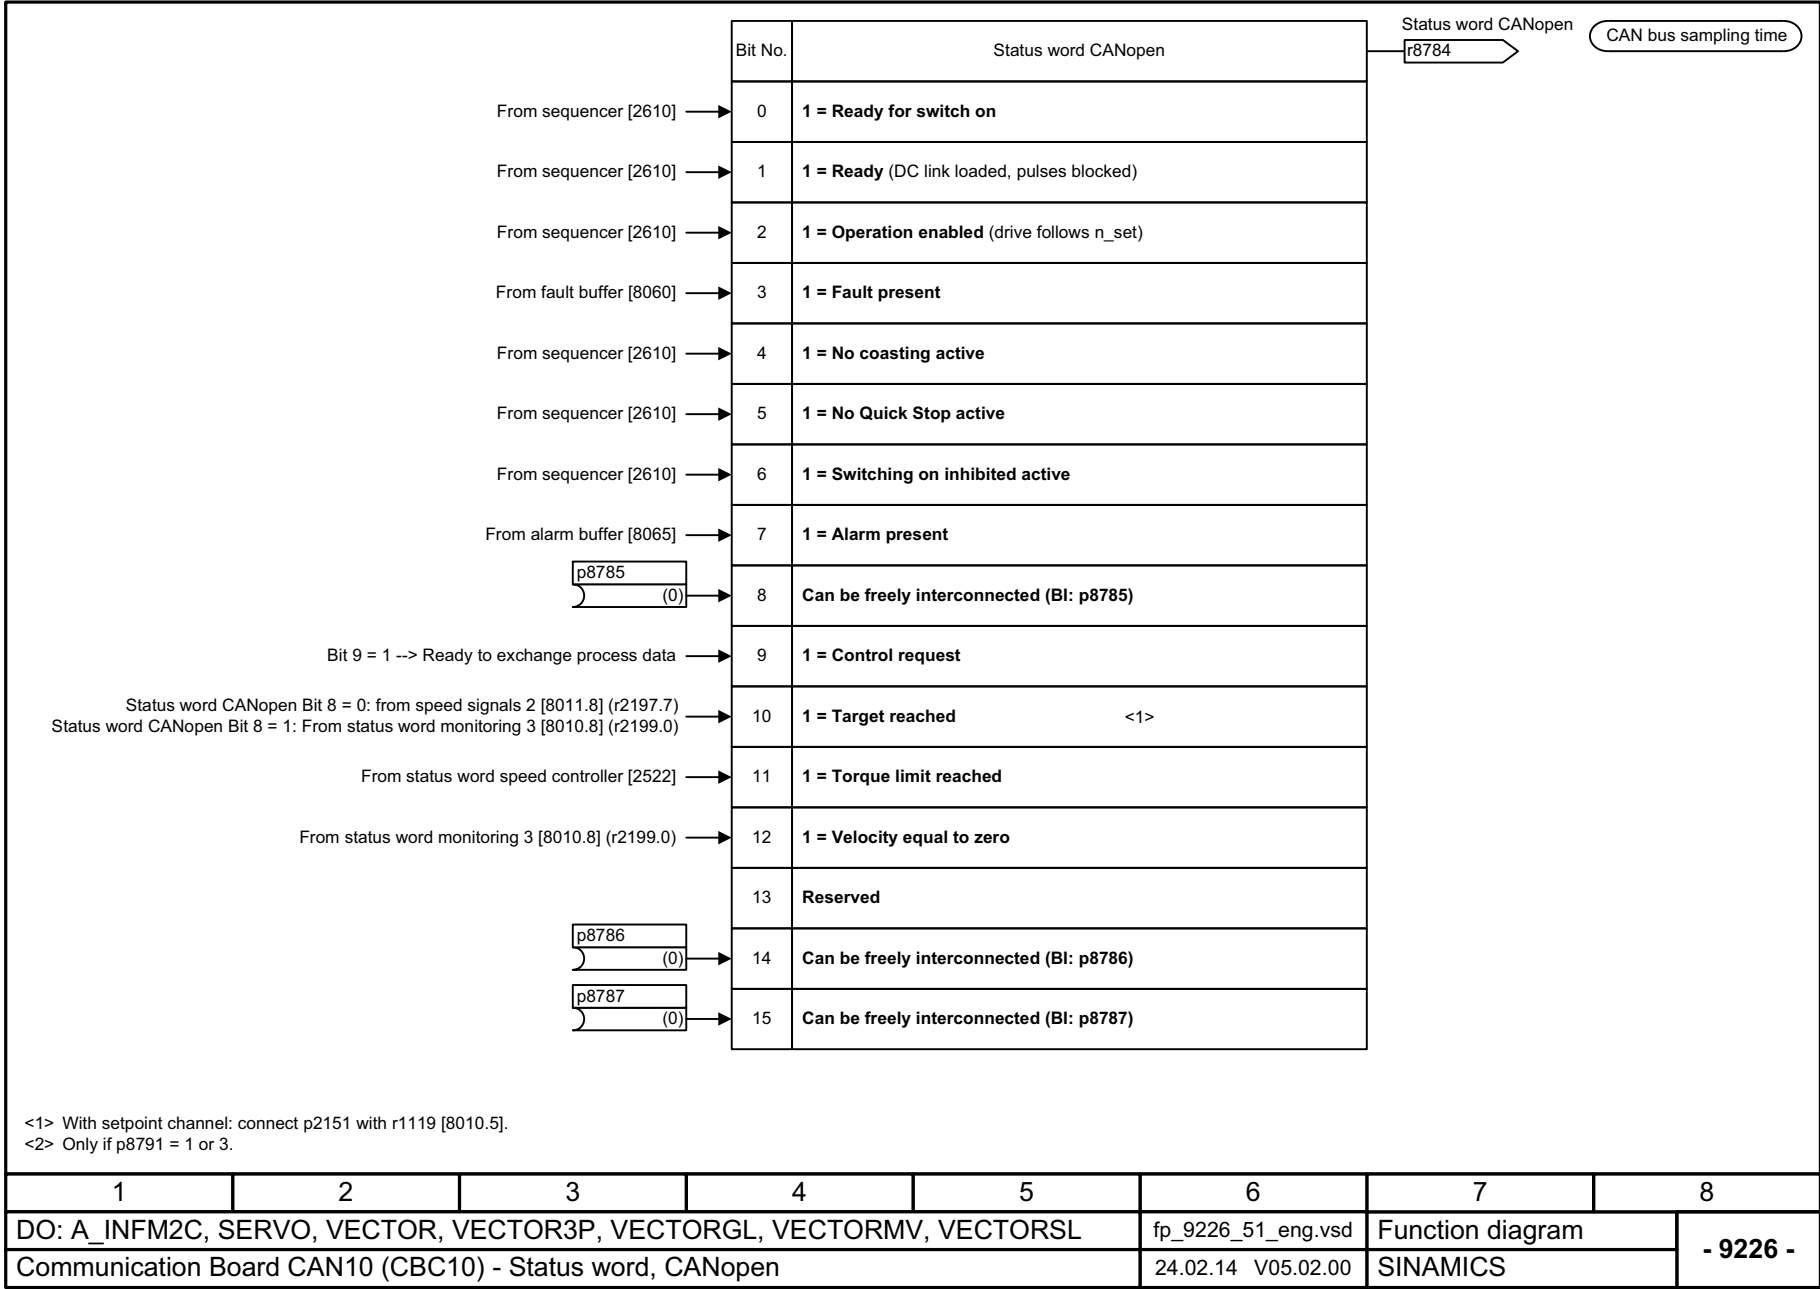 Status word CANopen
CAN bus sampling time
Bit No. Status word CANopen
r8784
From sequencer [2610] 0 1 = Ready for switch on
From sequencer [2610] 1 1 = Ready (DC link loaded, pulses blocked)
From sequencer [2610] 2 1 = Operation enabled (drive follows n_set)
From fault buffer [8060] 3 1 = Fault present
From sequencer [2610] 4 1 = No coasting active
From sequencer [2610] 5 1 = No Quick Stop active
From sequencer [2610] 6 1 = Switching on inhibited active
From alarm buffer [8065] 7 1 = Alarm present
p8785
(0) 8 Can be freely interconnected (BI: p8785)
Bit 9 = 1 --> Ready to exchange process data 9 1 = Control request
Status word CANopen Bit 8 = 0: from speed signals 2 [8011.8] (r2197.7)
Status word CANopen Bit 8 = 1: From status word monitoring 3 [8010.8] (r2199.0)
10 1 = Target reached <1>
From status word speed controller [2522] 11 1 = Torque limit reached
From status word monitoring 3 [8010.8] (r2199.0) 12 1 = Velocity equal to zero
13 Reserved
p8786
(0) 14 Can be freely interconnected (BI: p8786)
p8787
(0) 15 Can be freely interconnected (BI: p8787)
<1> With setpoint channel: connect p2151 with r1119 [8010.5].
<2> Only if p8791 = 1 or 3.
1 2 3 4 5 6 7 8
DO: A_INFM2C, SERVO, VECTOR, VECTOR3P, VECTORGL, VECTORMV, VECTORSL fp_9226_51_eng.vsd Function diagram
- 9226 -
Communication Board CAN10 (CBC10) - Status word, CANopen 24.02.14 V05.02.00 SINAMICS